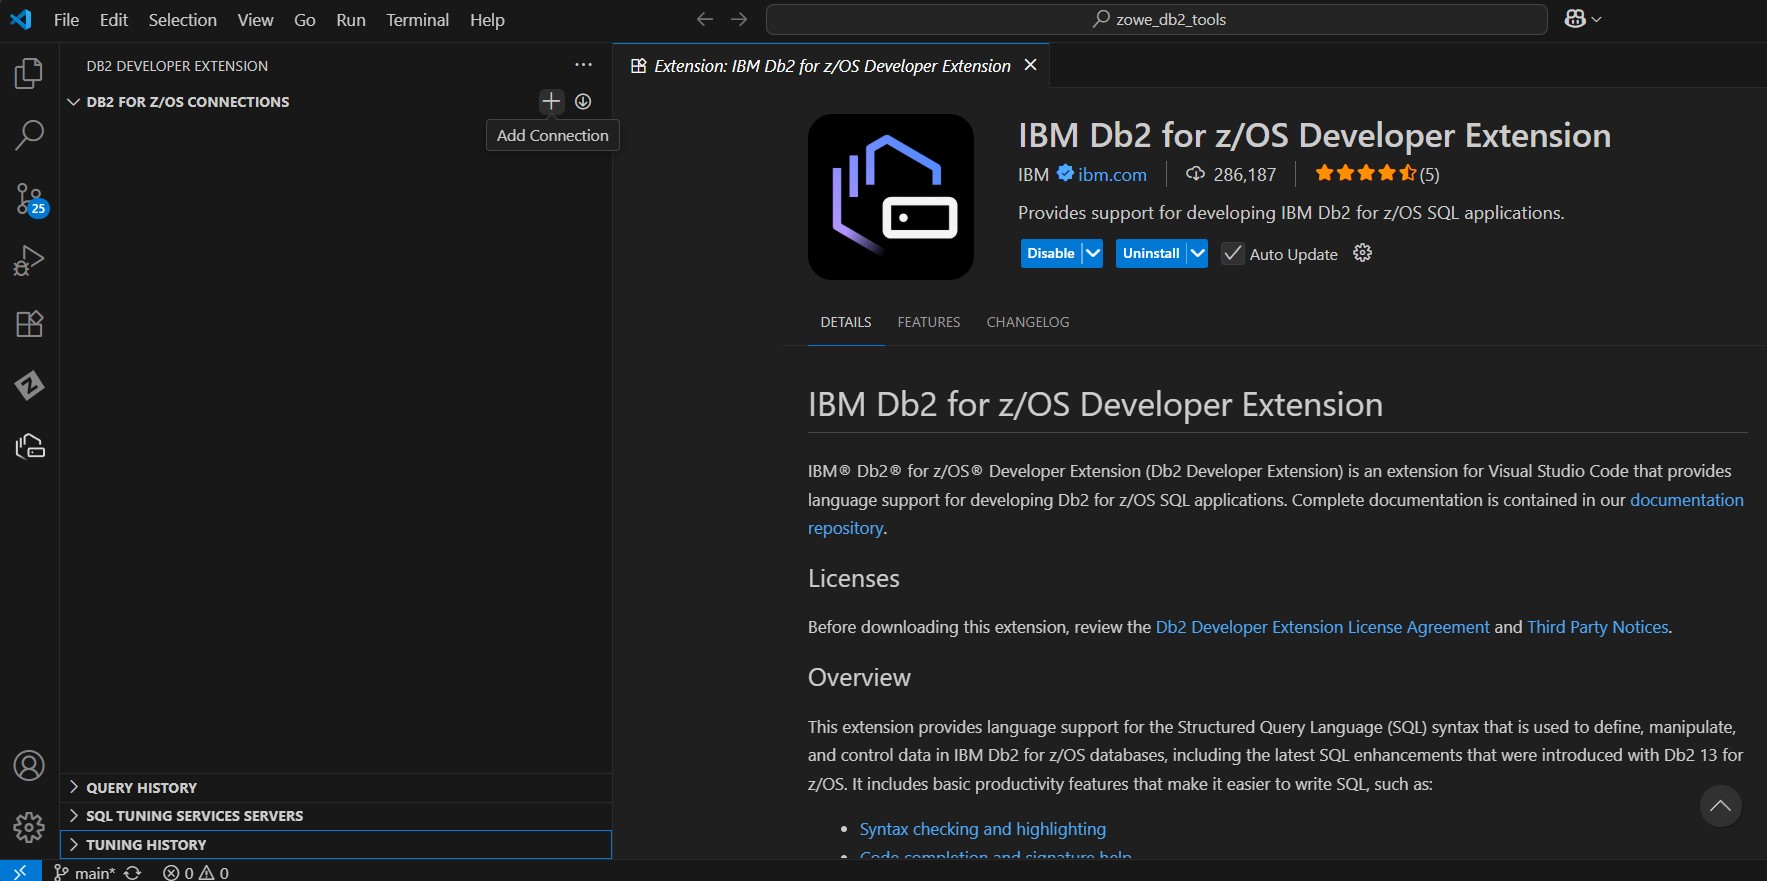 File Edit Selection View Go Run Terminal Help
zowe_db2_tools
DB2 DEVELOPER EXTENSION
DB2 FOR Z/OS CONNECTIONS
Add Connection
25
Extension: IBM Db2 for z/OS Developer Extension
IBM Db2 for z/OS Developer Extension
IBM ibm.com 286,187 (5)
Provides support for developing IBM Db2 for z/OS SQL applications.
Disable Uninstall Auto Update
DETAILS FEATURES CHANGELOG
IBM Db2 for z/OS Developer Extension
IBM® Db2® for z/OS® Developer Extension (Db2 Developer Extension) is an extension for Visual Studio Code that provides
language support for developing Db2 for z/OS SQL applications. Complete documentation is contained in our documentation
repository.
Licenses
Before downloading this extension, review the Db2 Developer Extension License Agreement and Third Party Notices.
Overview
This extension provides language support for the Structured Query Language (SQL) syntax that is used to define, manipulate,
and control data in IBM Db2 for z/OS databases, including the latest SQL enhancements that were introduced with Db2 13 for
z/OS. It includes basic productivity features that make it easier to write SQL, such as:
• Syntax checking and highlighting
• Code completion and signature help
QUERY HISTORY
SQL TUNING SERVICES SERVERS
TUNING HISTORY
main* 0 0